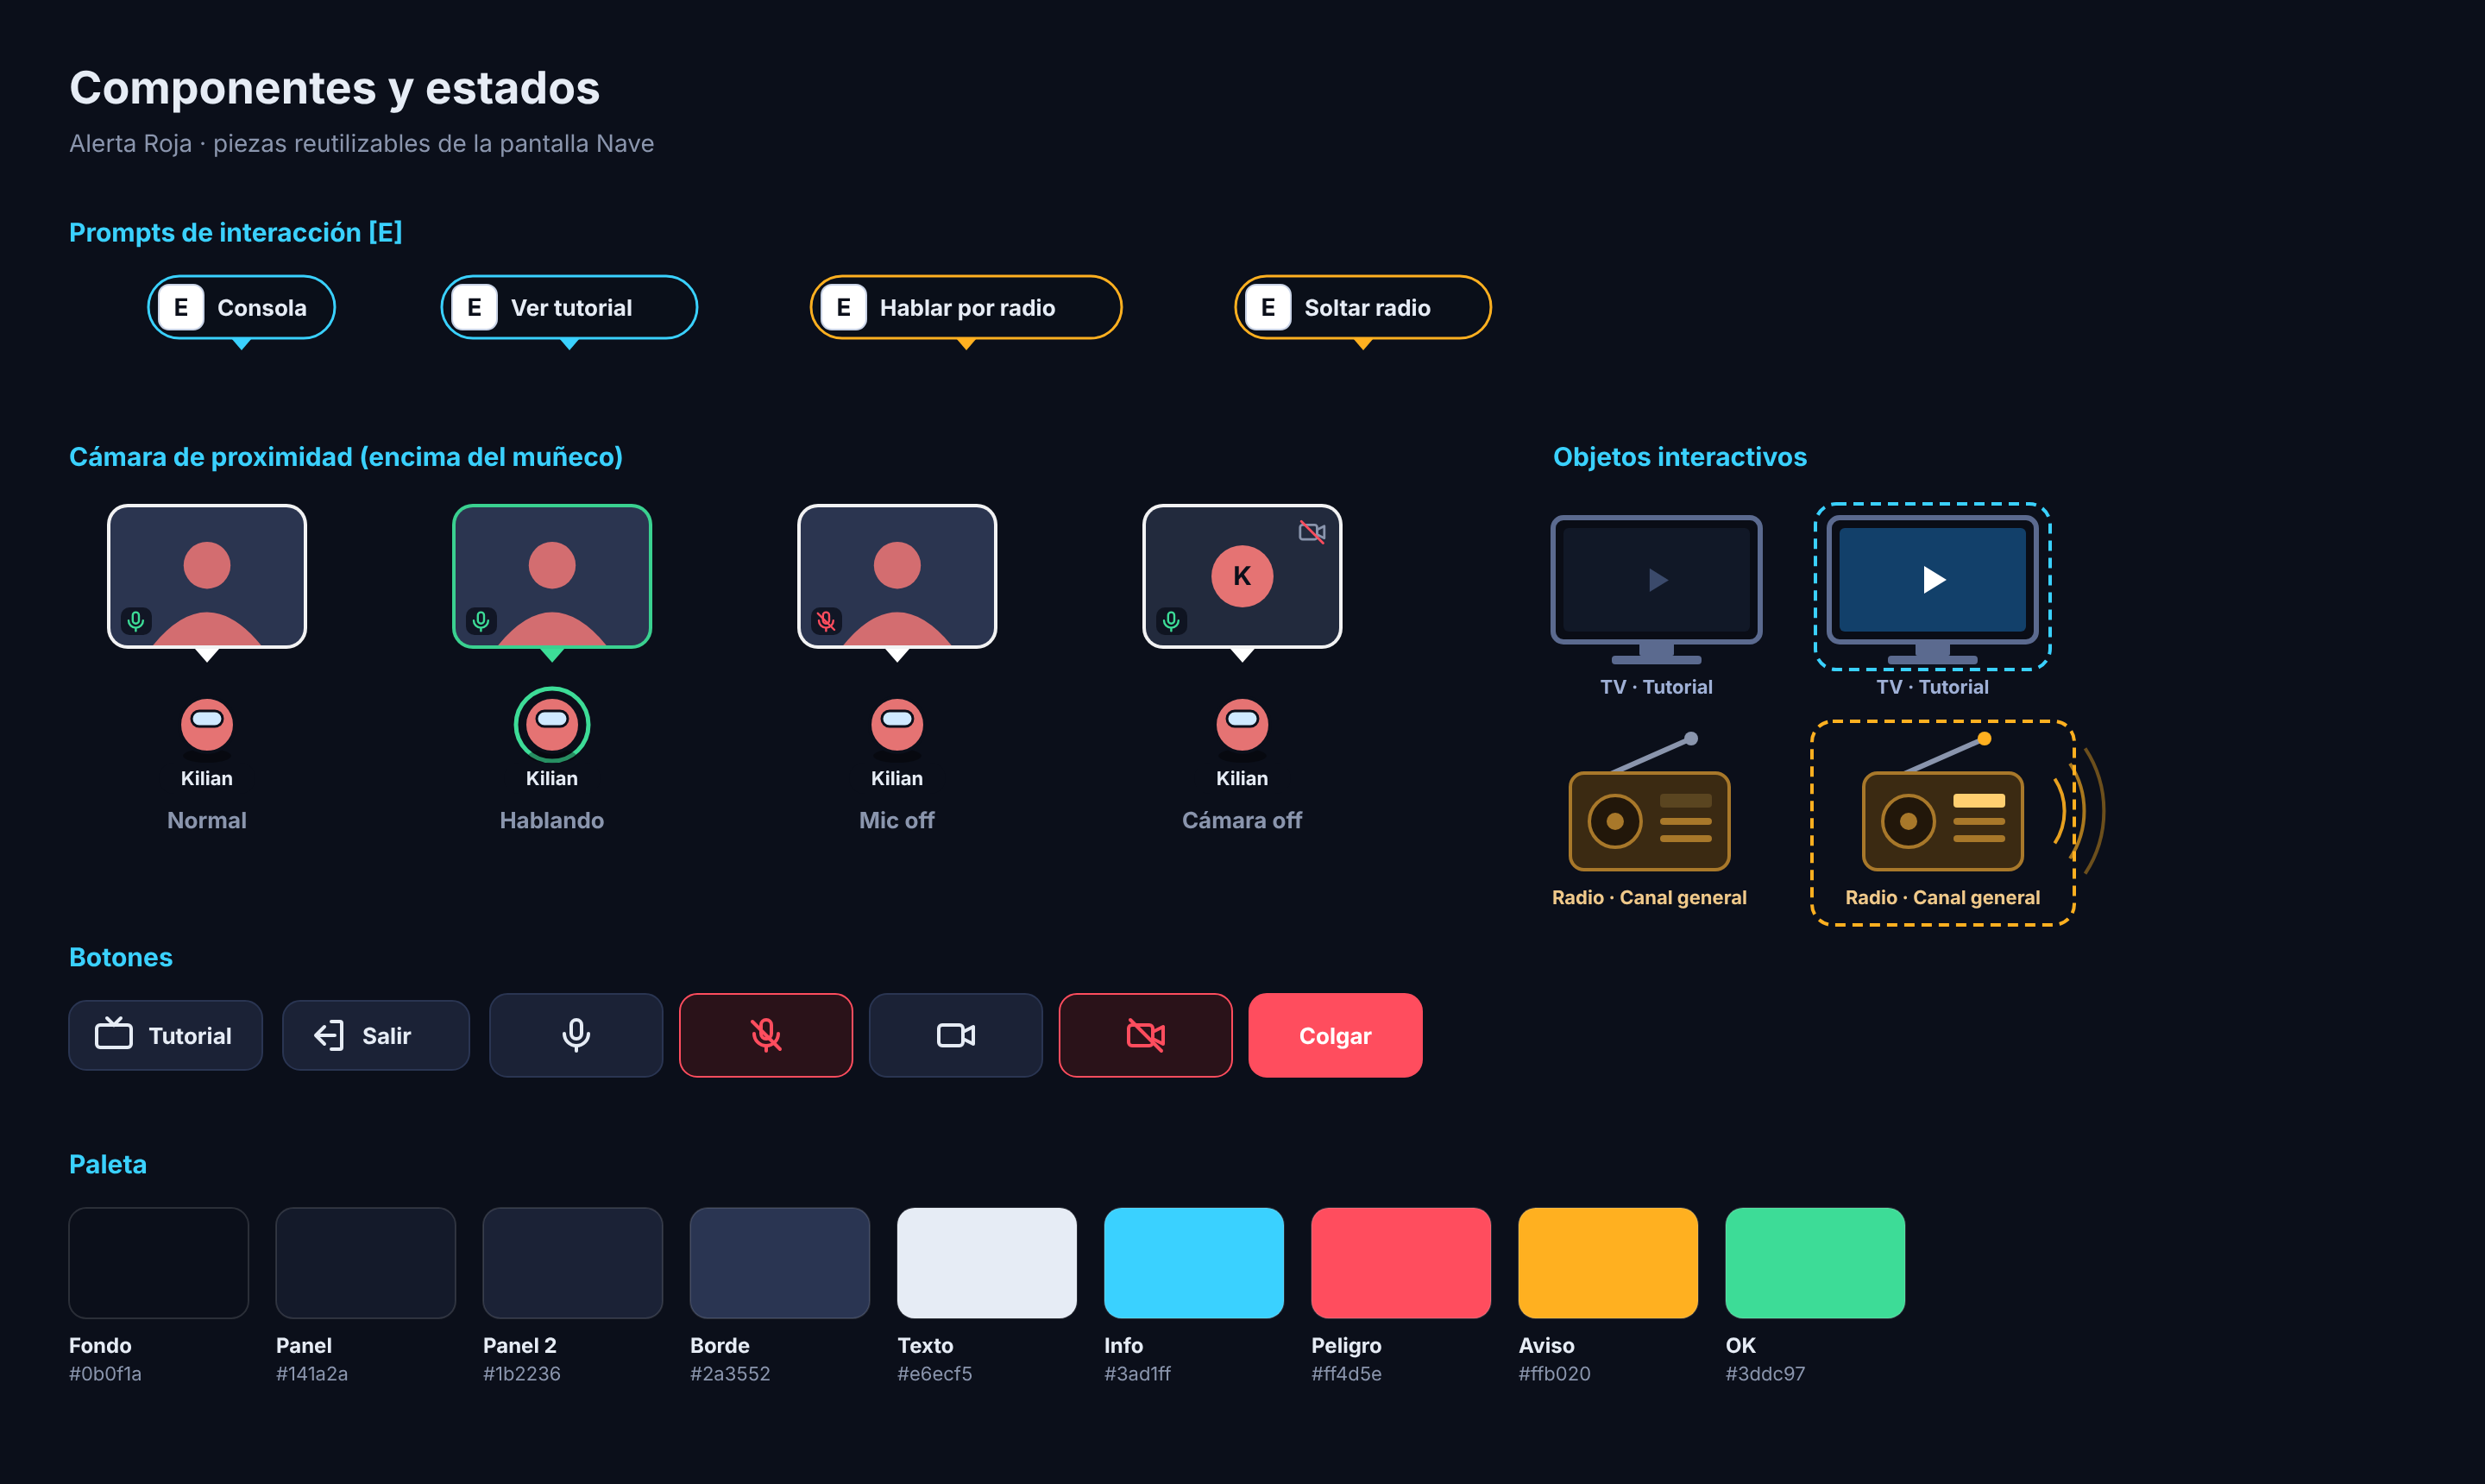 Componentes y estados
Alerta Roja · piezas reutilizables de la pantalla Nave
Prompts de interacción [E]
E Consola
E Ver tutorial
E Hablar por radio
E Soltar radio
Cámara de proximidad (encima del muñeco)
K
Kilian
Normal
Kilian
Hablando
Kilian
Mic off
Kilian
Cámara off
Objetos interactivos
TV · Tutorial
TV · Tutorial
Radio · Canal general
Radio · Canal general
Botones
Tutorial
Salir
Colgar
Paleta
Fondo
#0b0f1a
Panel
#141a2a
Panel 2
#1b2236
Borde
#2a3552
Texto
#e6ecf5
Info
#3ad1ff
Peligro
#ff4d5e
Aviso
#ffb020
OK
#3ddc97